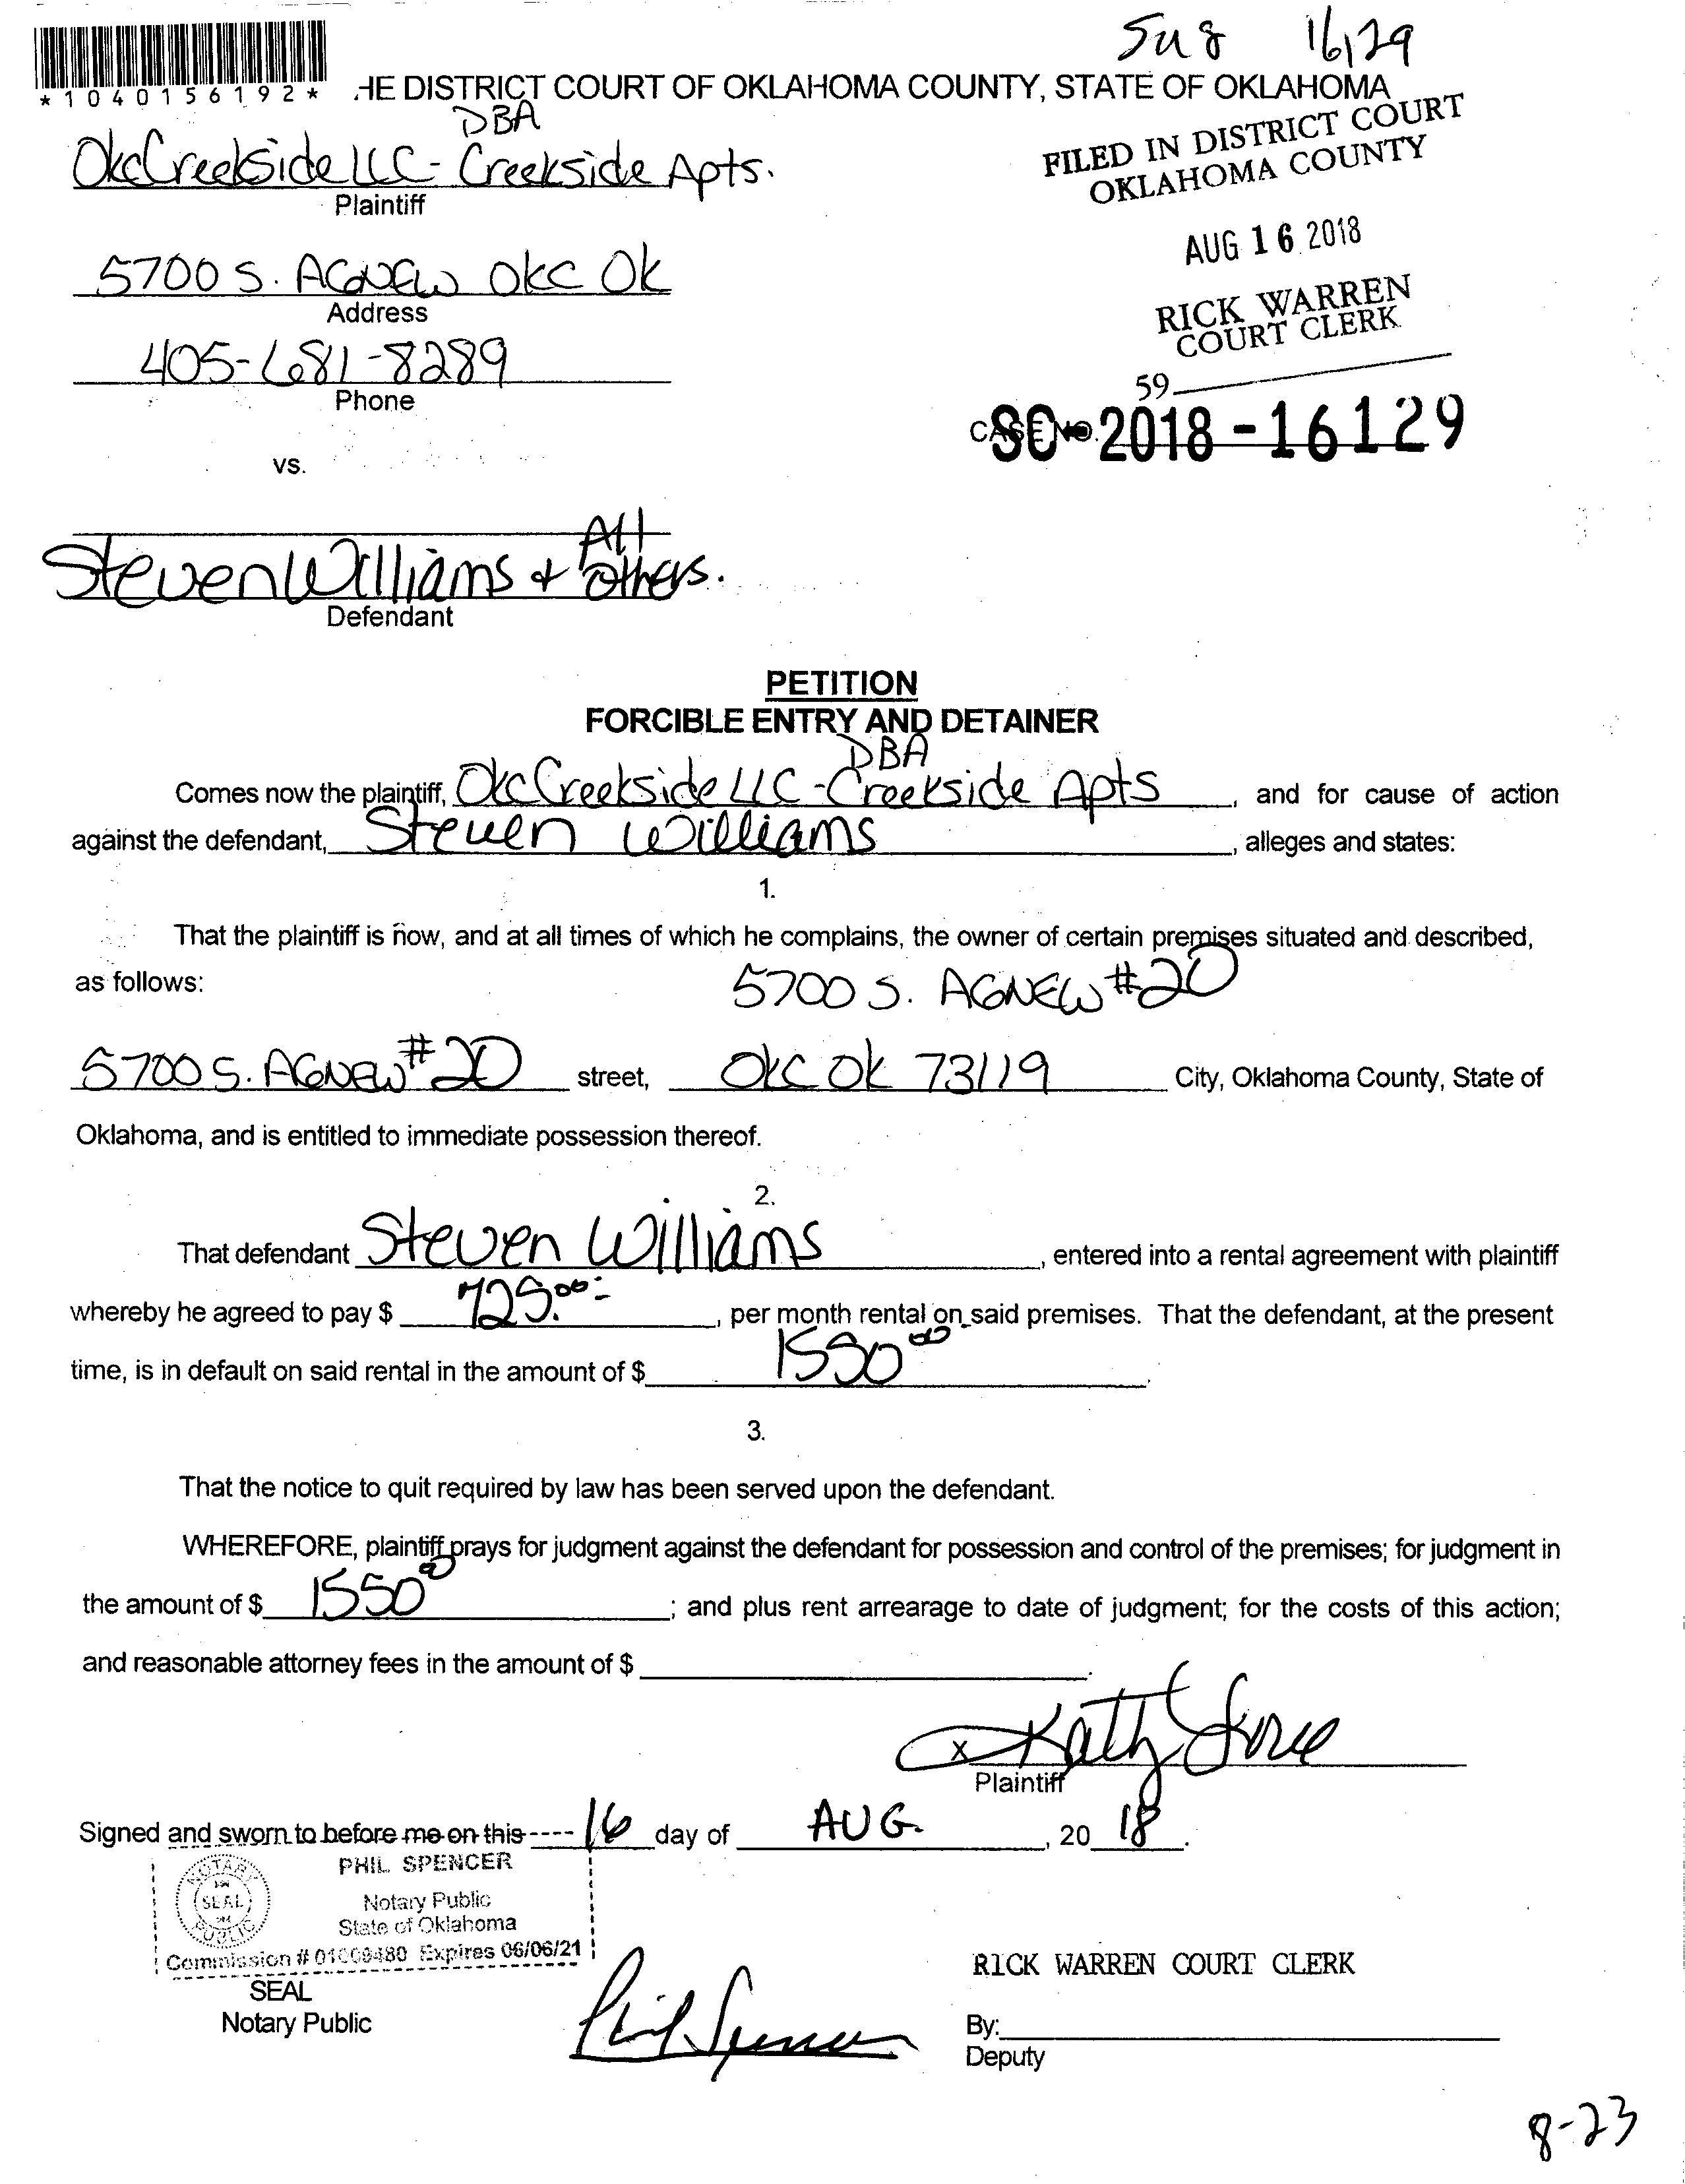 16129
*1040156192*
HE DISTRICT COURT OF OKLAHOMA COUNTY, STATE OF OKLAHOMA
DBA
OkcCreekside LLC - Creekside Apts.
Plaintiff
FILED IN DISTRICT COURT
OKLAHOMA COUNTY
AUG 16 2018
RICK WARREN
COURT CLERK
59
5700 S. AGNEW OKC OK
Address
405-681-8289
Phone
CASE NO. SC-2018-16129
vs.
All
Steven Williams + others.
Defendant
PETITION
FORCIBLE ENTRY AND DETAINER
DBA
Comes now the plaintiff, Okc Creekside LLC - Creekside Apts, and for cause of action
against the defendant, Steven Williams, alleges and states:
1.
That the plaintiff is now, and at all times of which he complains, the owner of certain premises situated and described,
as follows: 5700 S. AGNEW #20
5700 S. AGNEW #20 street, OKC OK 73119 City, Oklahoma County, State of
Oklahoma, and is entitled to immediate possession thereof.
2.
That defendant Steven Williams, entered into a rental agreement with plaintiff
whereby he agreed to pay $ 725.00, per month rental on said premises. That the defendant, at the present
time, is in default on said rental in the amount of $ 1550 00.
3.
That the notice to quit required by law has been served upon the defendant.
WHEREFORE, plaintiff prays for judgment against the defendant for possession and control of the premises; for judgment in
the amount of $ 1550 00; and plus rent arrearage to date of judgment; for the costs of this action;
and reasonable attorney fees in the amount of $.
x Kathy
Plaintiff
Signed and sworn to before me on this 16 day of AUG., 20 18.
NOTARY PUBLIC
SEAL
PHIL SPENCER
Notary Public
State of Oklahoma
Commission # 01009480 Expires 06/06/21
SEAL
Notary Public
Phil Spencer
RICK WARREN COURT CLERK
By:
Deputy
8-23